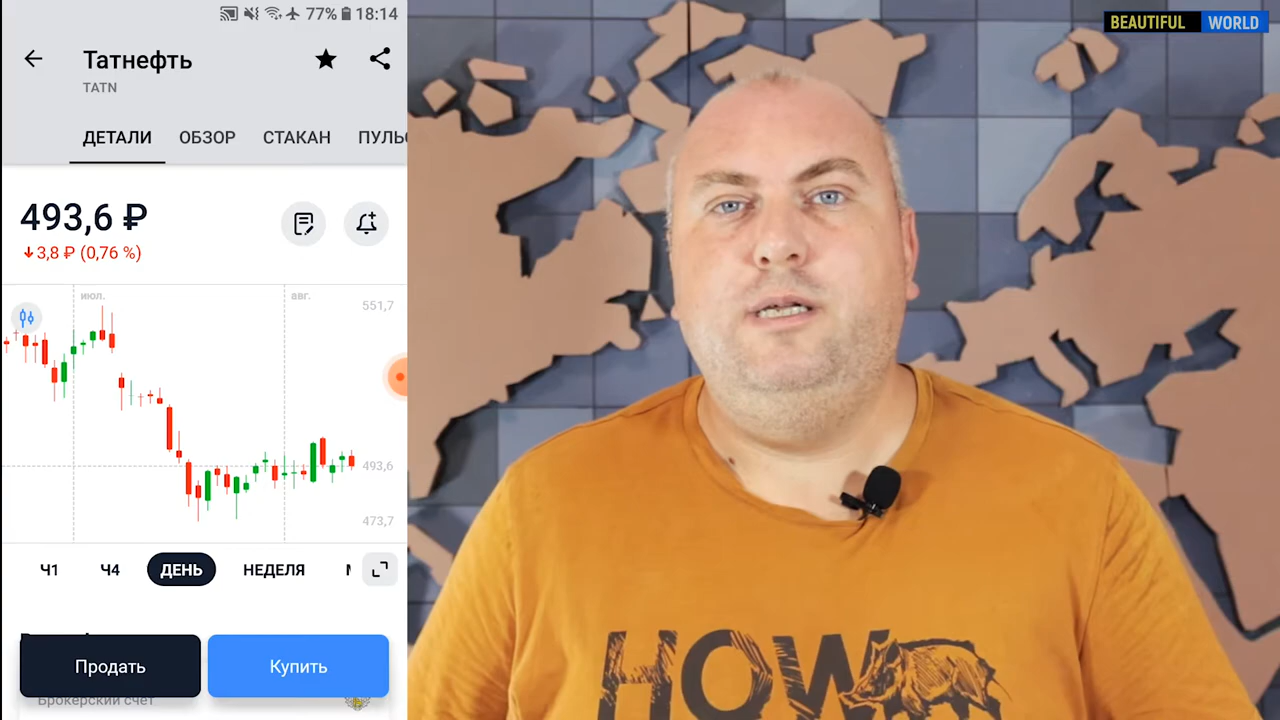 77% 18:14
Татнефть
TATN
ДЕТАЛИ ОБЗОР СТАКАН ПУЛЬ
493,6 ₽
3,8 ₽ (0,76 %)
июл. авг.
551,7
493,6
473,7
Ч1 Ч4 ДЕНЬ НЕДЕЛЯ
Продать Купить
Брокерский счёт
BEAUTIFUL WORLD
HOW